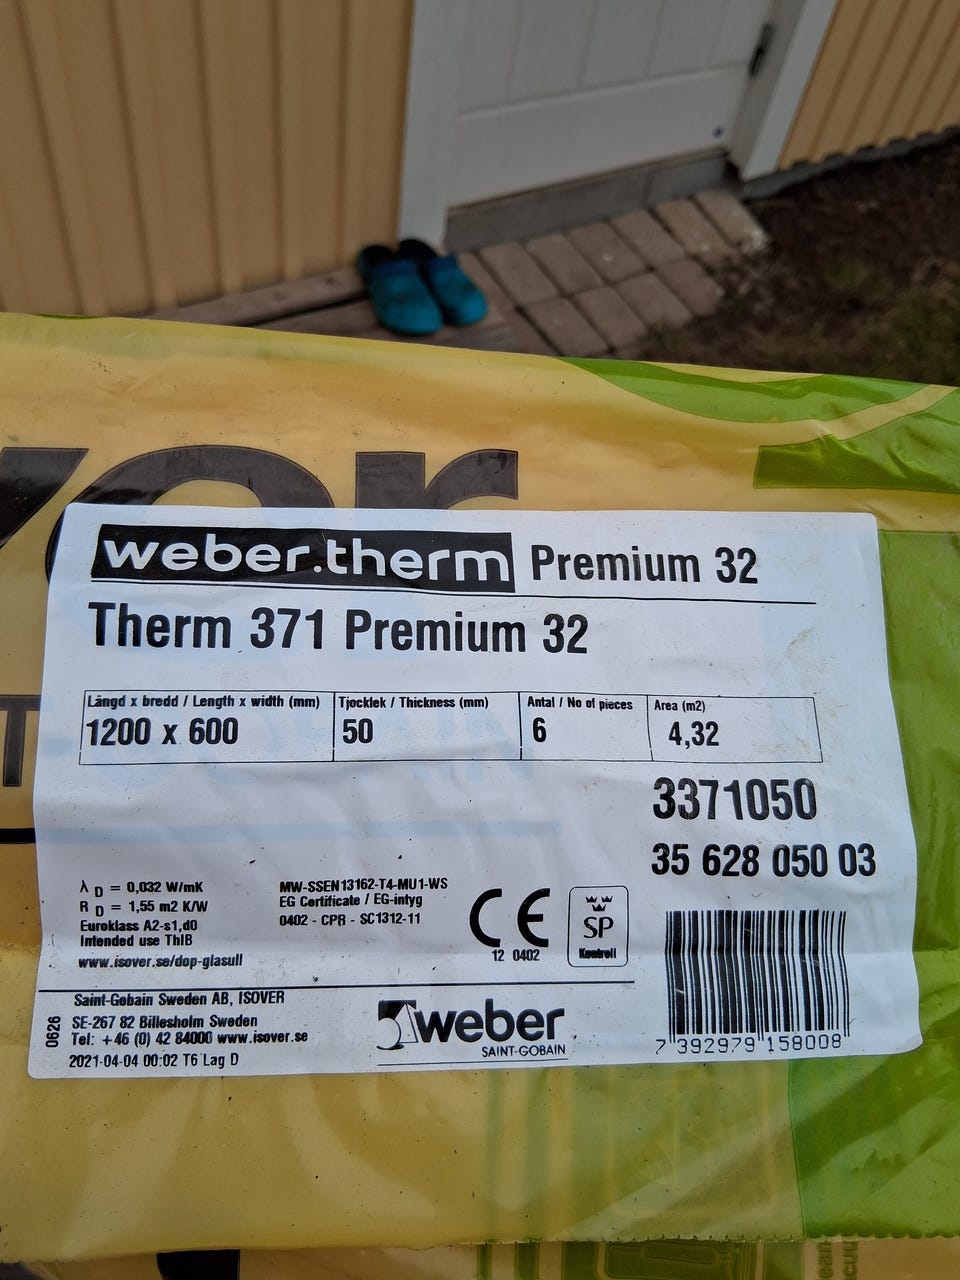 weber.therm Premium 32
Therm 371 Premium 32
Längd x bredd / Length x width (mm) Tjocklek / Thickness (mm) Antal / No of pieces Area (m2)
1200 x 600 50 6 4,32
3371050
35 628 050 03
λ D = 0,032 W/mK
R D = 1,55 m2 K/W
Euroklass A2-s1,d0
Intended use ThIB
www.isover.se/dop-glasull
MW-SSEN13162-T4-MU1-WS
EG Certificate / EG-intyg
0402 - CPR - SC1312-11
CE
12 0402
SP
Kontroll
Saint-Gobain Sweden AB, ISOVER
SE-267 82 Billesholm Sweden
Tel: +46 (0) 42 84000 www.isover.se
2021-04-04 00:02 T6 Lag D
0626
weber
SAINT-GOBAIN
7 392979 158008